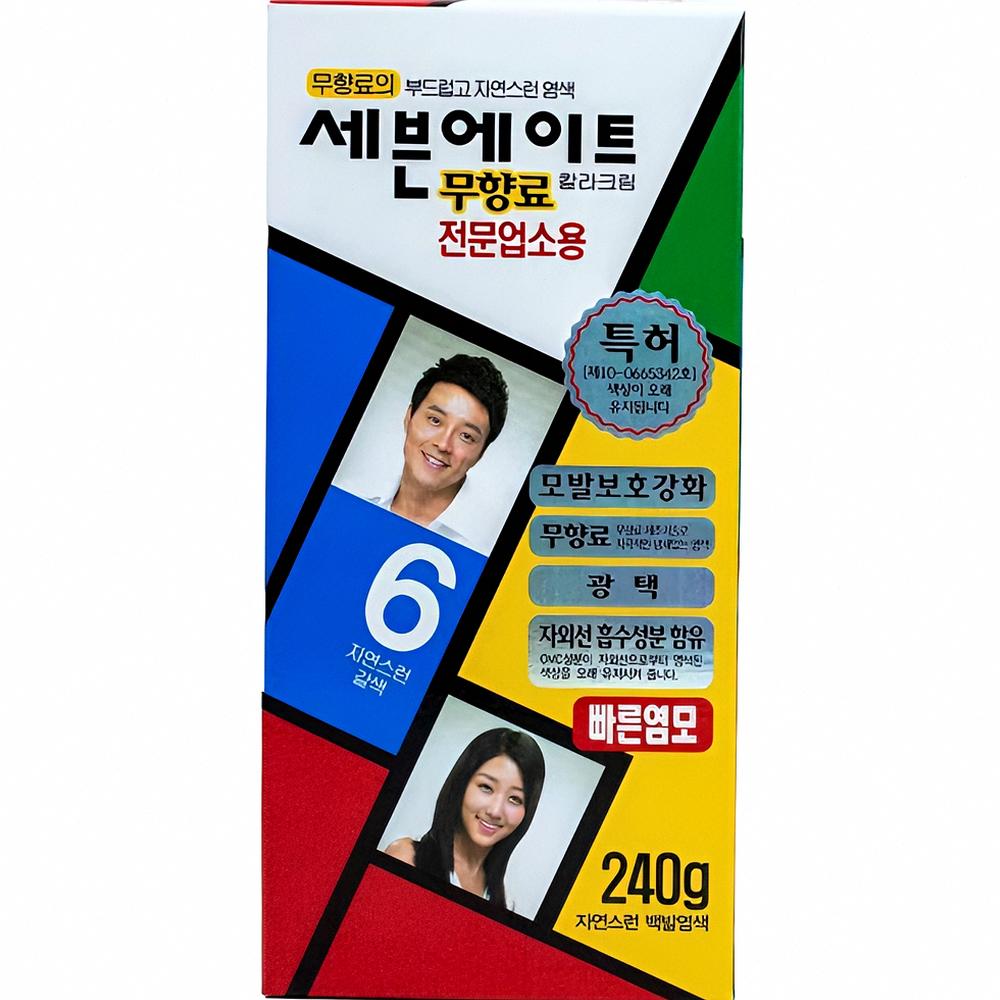 무향료의 부드럽고 자연스런 염색
세븐에이트
무향료 칼라크림
전문업소용
특허
(제10-0665342호)
색상이 오래
유지됩니다
모발보호강화
무향료
광 택
자외선 흡수성분 함유
OVC성분이 자외선으로부터 염색된
색상을 오래 유지시켜 줍니다.
빠른염모
6
자연스런
갈색
240g
자연스런 백발염색